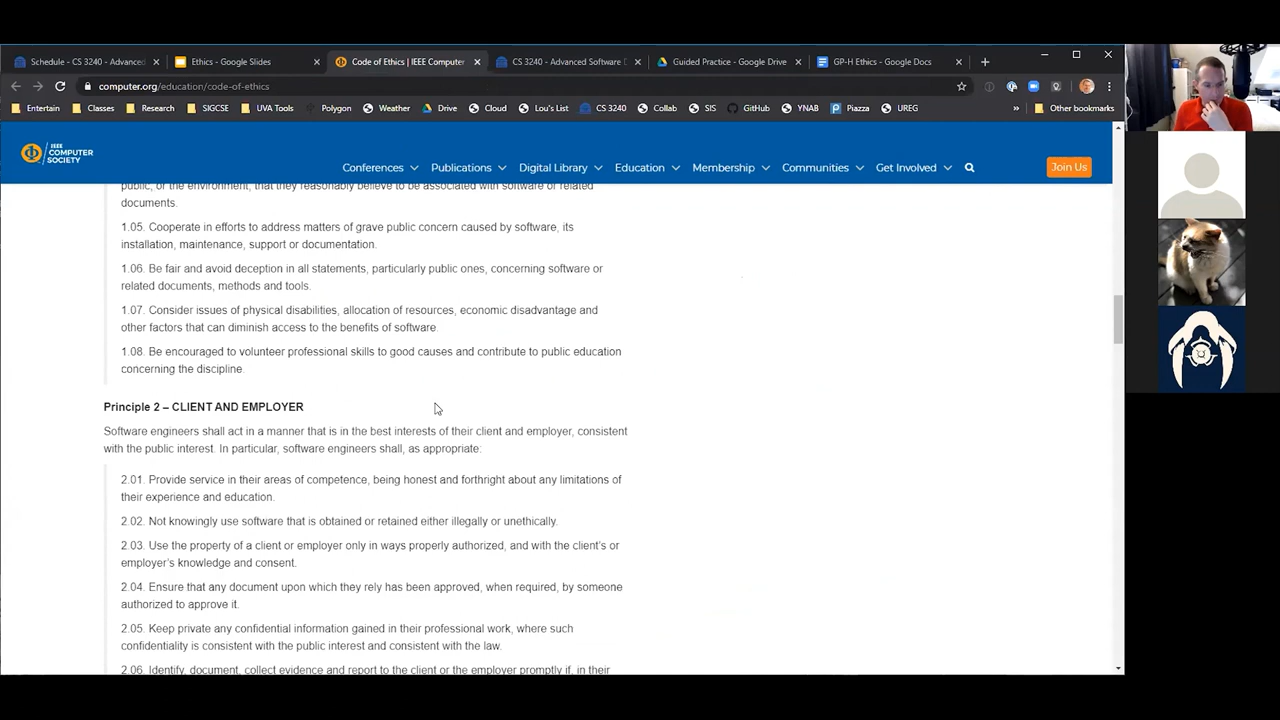 Schedule - CS 3240 - Advanced
Ethics - Google Slides
Code of Ethics | IEEE Computer
CS 3240 - Advanced Software D
Guided Practice - Google Drive
GP-H Ethics - Google Docs
computer.org/education/code-of-ethics
Entertain
Classes
Research
SIGCSE
UVA Tools
Polygon
Weather
Drive
Cloud
Lou's List
CS 3240
Collab
SIS
GitHub
YNAB
Piazza
UREG
»
Other bookmarks
IEEE
COMPUTER
SOCIETY
Conferences
Publications
Digital Library
Education
Membership
Communities
Get Involved
Join Us
public, or the environment, that they reasonably believe to be associated with software or related
documents.
1.05. Cooperate in efforts to address matters of grave public concern caused by software, its
installation, maintenance, support or documentation.
1.06. Be fair and avoid deception in all statements, particularly public ones, concerning software or
related documents, methods and tools.
1.07. Consider issues of physical disabilities, allocation of resources, economic disadvantage and
other factors that can diminish access to the benefits of software.
1.08. Be encouraged to volunteer professional skills to good causes and contribute to public education
concerning the discipline.
Principle 2 – CLIENT AND EMPLOYER
Software engineers shall act in a manner that is in the best interests of their client and employer, consistent
with the public interest. In particular, software engineers shall, as appropriate:
2.01. Provide service in their areas of competence, being honest and forthright about any limitations of
their experience and education.
2.02. Not knowingly use software that is obtained or retained either illegally or unethically.
2.03. Use the property of a client or employer only in ways properly authorized, and with the client's or
employer's knowledge and consent.
2.04. Ensure that any document upon which they rely has been approved, when required, by someone
authorized to approve it.
2.05. Keep private any confidential information gained in their professional work, where such
confidentiality is consistent with the public interest and consistent with the law.
2.06. Identify, document, collect evidence and report to the client or the employer promptly if, in their